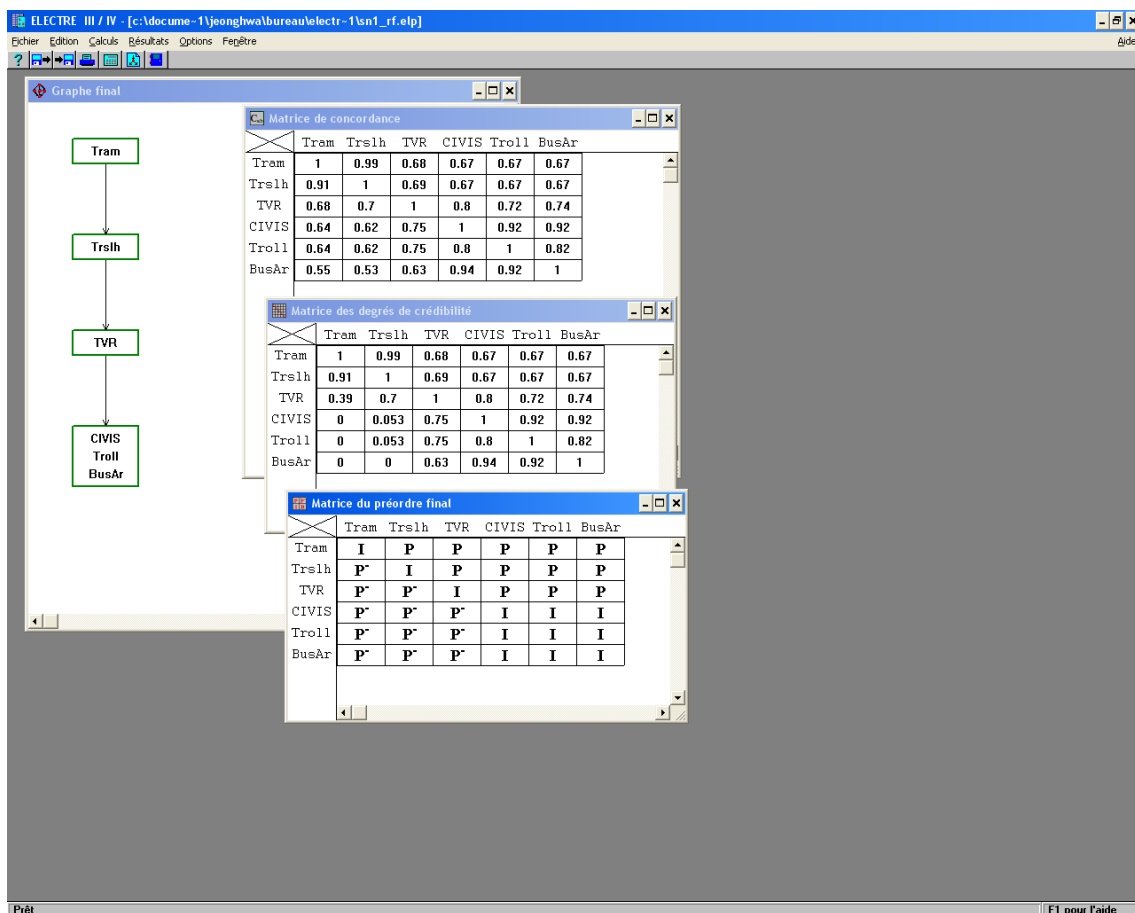 ELECTRE III / IV - [c:\docume~1\jeonghwa\bureau\electr~1\sn1_rf.elp]
Fichier Edition Calculs Résultats Options Fenêtre Aide
Graphe final
Tram
Trslh
TVR
CIVIS
Troll
BusAr
Matrice de concordance
Tram Trslh TVR CIVIS Troll BusAr
Tram 1 0.99 0.68 0.67 0.67 0.67
Trslh 0.91 1 0.69 0.67 0.67 0.67
TVR 0.68 0.7 1 0.8 0.72 0.74
CIVIS 0.64 0.62 0.75 1 0.92 0.92
Troll 0.64 0.62 0.75 0.8 1 0.82
BusAr 0.55 0.53 0.63 0.94 0.92 1
Matrice des degrés de crédibilité
Tram Trslh TVR CIVIS Troll BusAr
Tram 1 0.99 0.68 0.67 0.67 0.67
Trslh 0.91 1 0.69 0.67 0.67 0.67
TVR 0.39 0.7 1 0.8 0.72 0.74
CIVIS 0 0.053 0.75 1 0.92 0.92
Troll 0 0.053 0.75 0.8 1 0.82
BusAr 0 0 0.63 0.94 0.92 1
Matrice du préordre final
Tram Trslh TVR CIVIS Troll BusAr
Tram I P P P P P
Trslh P⁻ I P P P P
TVR P⁻ P⁻ I P P P
CIVIS P⁻ P⁻ P⁻ I I I
Troll P⁻ P⁻ P⁻ I I I
BusAr P⁻ P⁻ P⁻ I I I
Prêt F1 pour l'aide